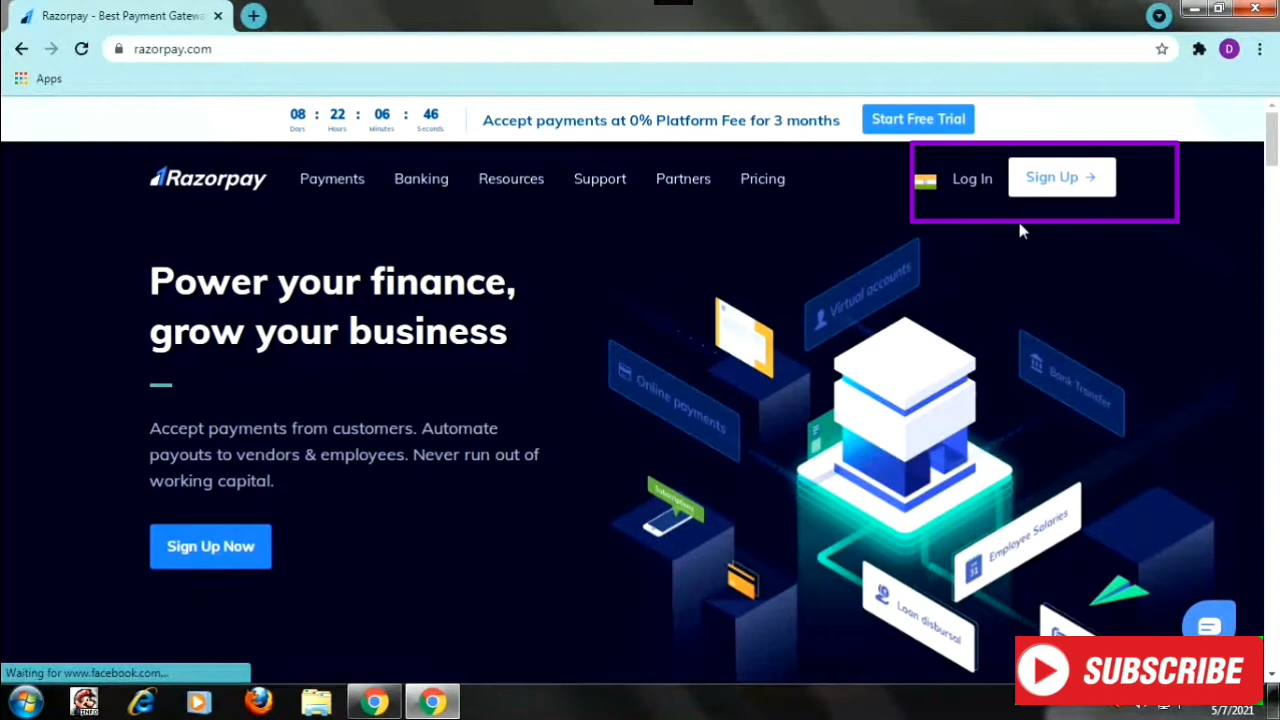 Razorpay - Best Payment Gatewa
razorpay.com
D
Apps
08 : 22 : 06 : 46
Days Hours Minutes Seconds
Accept payments at 0% Platform Fee for 3 months
Start Free Trial
Razorpay
Payments
Banking
Resources
Support
Partners
Pricing
Log In
Sign Up →
Power your finance,
grow your business
Accept payments from customers. Automate
payouts to vendors & employees. Never run out of
working capital.
Sign Up Now
Virtual accounts
Online payments
Bank Transfer
Subscriptions
Employee Salaries
31
Loan disbursal
Waiting for www.facebook.com...
SUBSCRIBE
INFO
5/7/2021